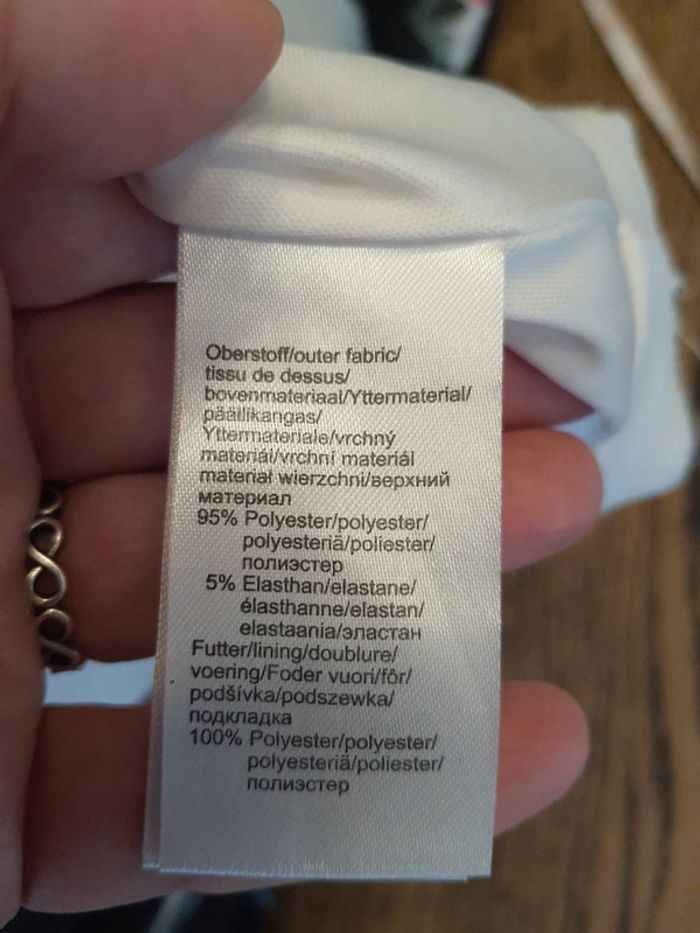 Oberstoff/outer fabric/
tissu de dessus/
bovenmateriaal/Yttermaterial/
päällikangas/
Yttermateriale/vrchný
materiál/vrchní materiál
materiał wierzchni/верхний
материал
95% Polyester/polyester/
polyesteriä/poliester/
полиэстер
5% Elasthan/elastane/
élasthanne/elastan/
elastaania/эластан
Futter/lining/doublure/
voering/Foder vuori/fôr/
podšívka/podszewka/
подкладка
100% Polyester/polyester/
polyesteriä/poliester/
полиэстер